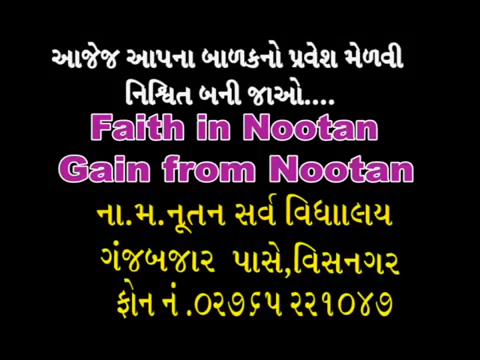 આજેજ આપના બાળકનો પ્રવેશ મેળવી
નિશ્ચિત બની જાઓ....
Faith in Nootan
Gain from Nootan
ના.મ.નૂતન સર્વ વિધાાલય
ગંજબજાર પાસે,વિસનગર
ફોન નં .૦૨૭૬૫ ૨૨૧૦૪૭